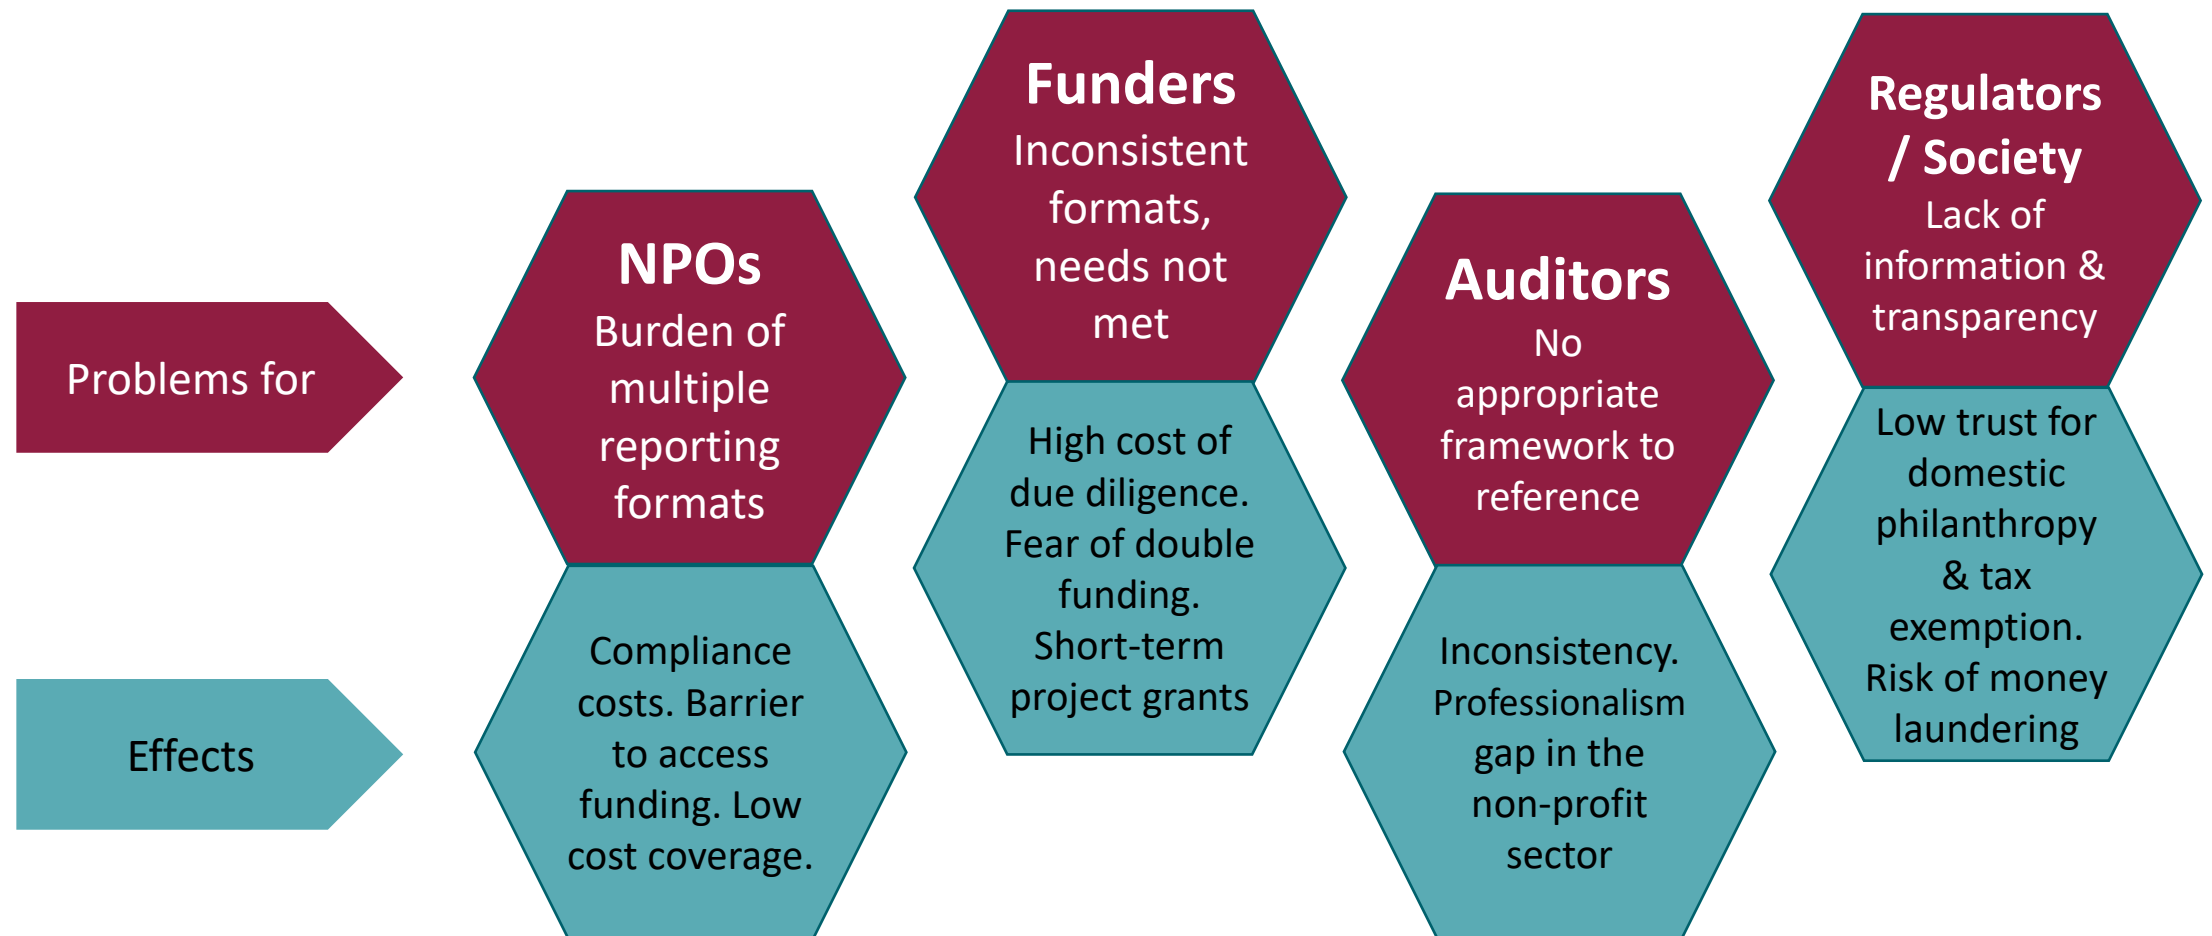 Problems for
Effects
NPOs
Burden of
multiple
reporting
formats
Compliance
costs. Barrier
to access
funding. Low
cost coverage.
Funders
Inconsistent
formats,
needs not
met
High cost of
due diligence.
Fear of double
funding.
Short-term
project grants
Auditors
No
appropriate
framework to
reference
Inconsistency.
Professionalism
gap in the
non-profit
sector
Regulators
/ Society
Lack of
information &
transparency
Low trust for
domestic
philanthropy
& tax
exemption.
Risk of money
laundering